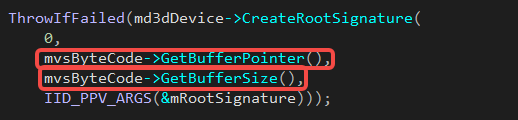 ThrowIfFailed(md3dDevice->CreateRootSignature(
0,
mvsByteCode->GetBufferPointer(),
mvsByteCode->GetBufferSize(),
IID_PPV_ARGS(&mRootSignature)));